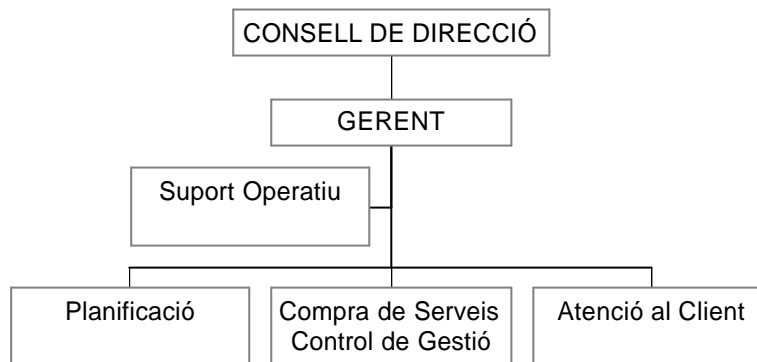 CONSELL DE DIRECCIÓ
GERENT
Suport Operatiu
Planificació
Compra de Serveis
Control de Gestió
Atenció al Client